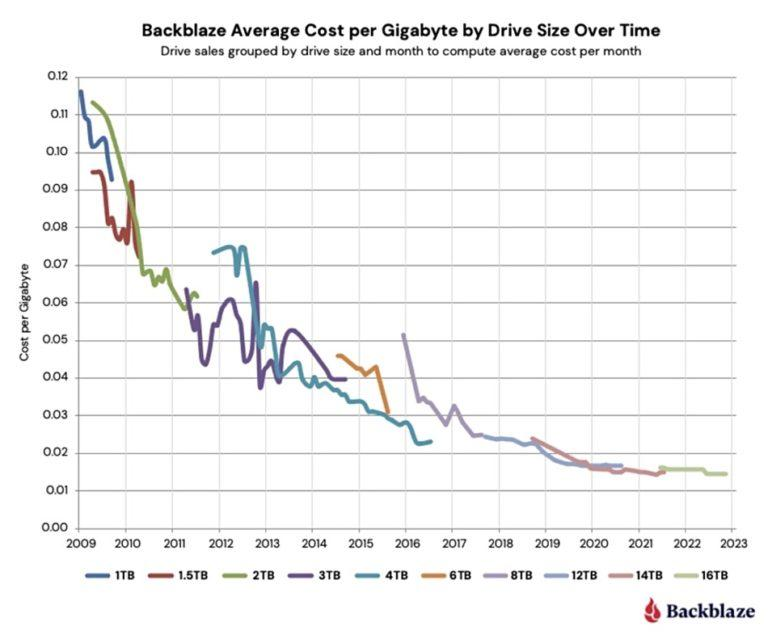 Backblaze Average Cost per Gigabyte by Drive Size Over Time
Drive sales grouped by drive size and month to compute average cost per month
0.12
0.11
0.10
0.09
0.08
0.07
0.06
0.05
0.04
0.03
0.02
0.01
0.00
Cost per Gigabyte
2009 2010 2011 2012 2013 2014 2015 2016 2017 2018 2019 2020 2021 2022 2023
1TB 1.5TB 2TB 3TB 4TB 6TB 8TB 12TB 14TB 16TB
Backblaze